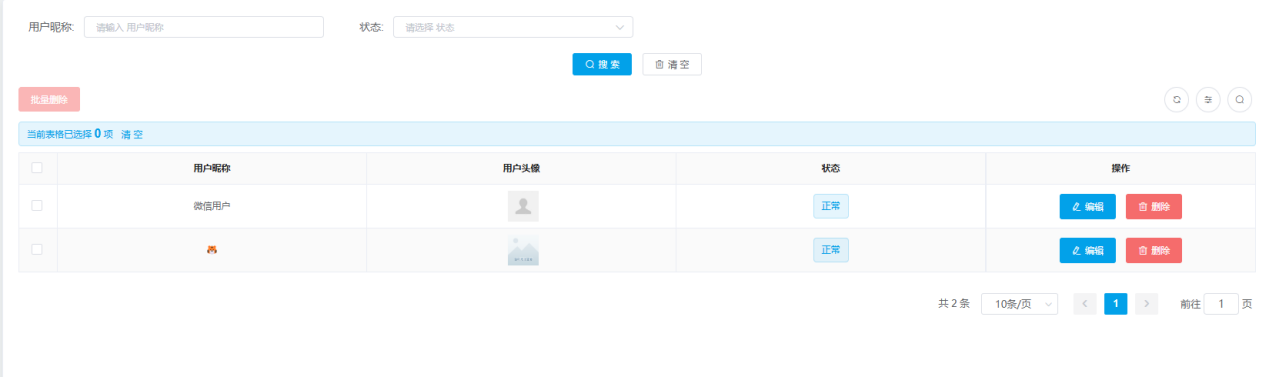 用户昵称: 请输入 用户昵称 状态: 请选择 状态
搜 索 清 空
批量删除
当前表格已选择 0 项 清 空
用户昵称 用户头像 状态 操作
微信用户 正常 编辑 删除
正常 编辑 删除
共 2 条 10条/页 1 前往 1 页